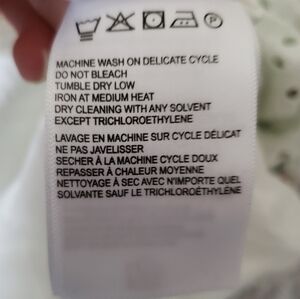 MACHINE WASH ON DELICATE CYCLE
DO NOT BLEACH
TUMBLE DRY LOW
IRON AT MEDIUM HEAT
DRY CLEANING WITH ANY SOLVENT
EXCEPT TRICHLOROETHYLENE
LAVAGE EN MACHINE SUR CYCLE DÉLICAT
NE PAS JAVELISSER
SECHER À LA MACHINE CYCLE DOUX
REPASSER À CHALEUR MOYENNE
NETTOYAGE À SEC AVEC N'IMPORTE QUEL
SOLVANTE SAUF LE TRICHLOROÉTHYLÈNE